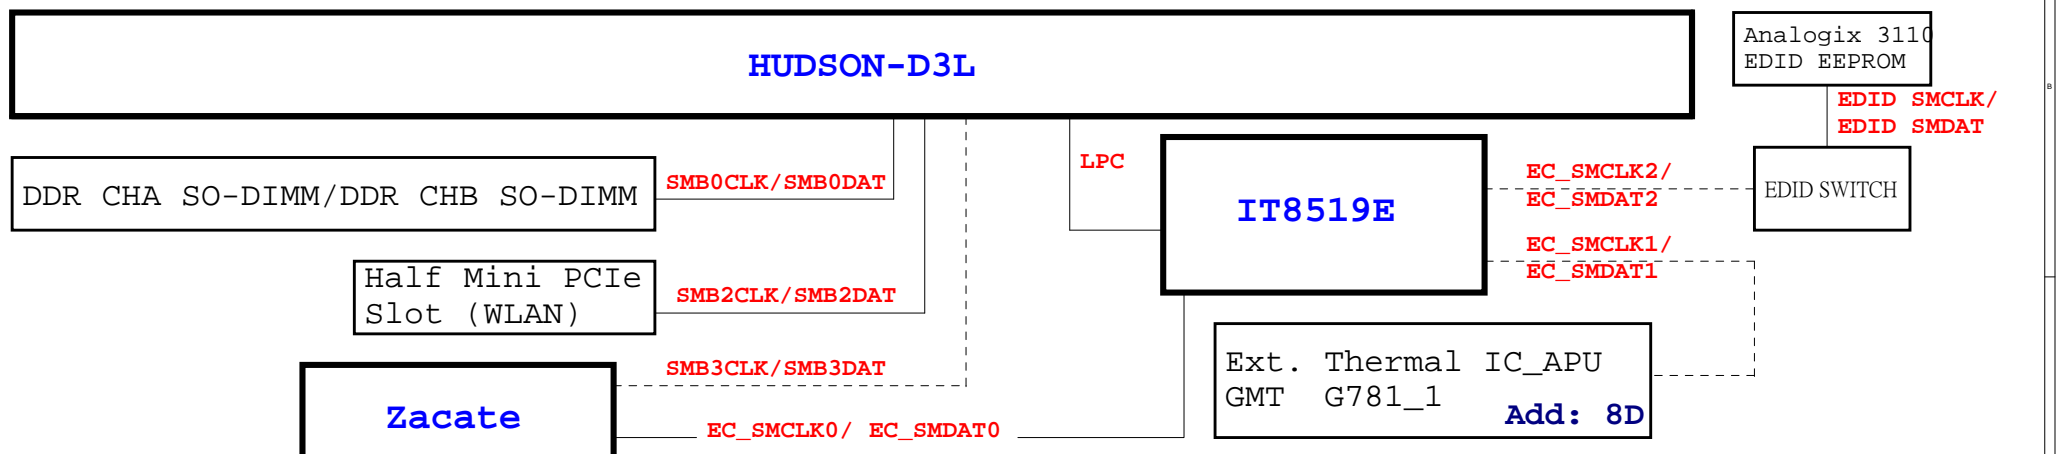 HUDSON-D3L
Analogix 3110
EDID EEPROM
EDID SMCLK/
EDID SMDAT
B
DDR CHA SO-DIMM/DDR CHB SO-DIMM
SMB0CLK/SMB0DAT
LPC
IT8519E
EC_SMCLK2/
EC_SMDAT2
EDID SWITCH
EC_SMCLK1/
EC_SMDAT1
Half Mini PCIe
Slot (WLAN)
SMB2CLK/SMB2DAT
SMB3CLK/SMB3DAT
Ext. Thermal IC_APU
GMT G781_1
Add: 8D
Zacate
EC_SMCLK0/ EC_SMDAT0